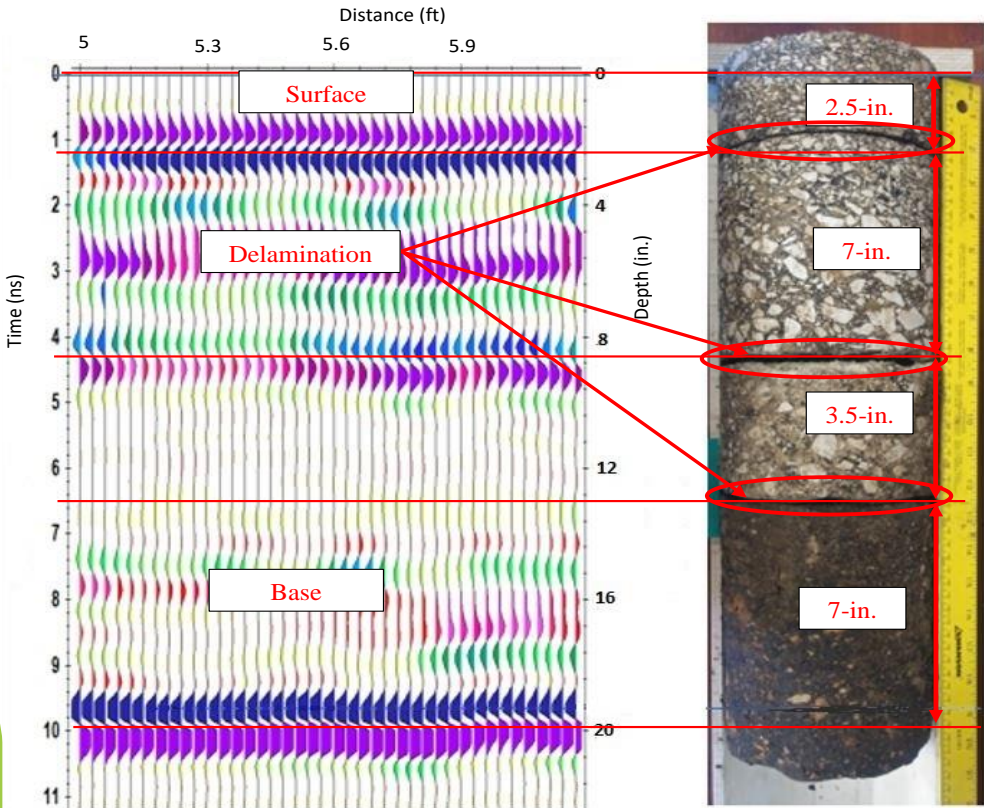 Distance (ft)
5 5.3 5.6 5.9
0 0
Surface
2.5-in.
1
2 4
Delamination
7-in.
3
Time (ns)
Depth (in.)
4 8
3.5-in.
5
6 12
7
Base
8 16
7-in.
9
10 20
11